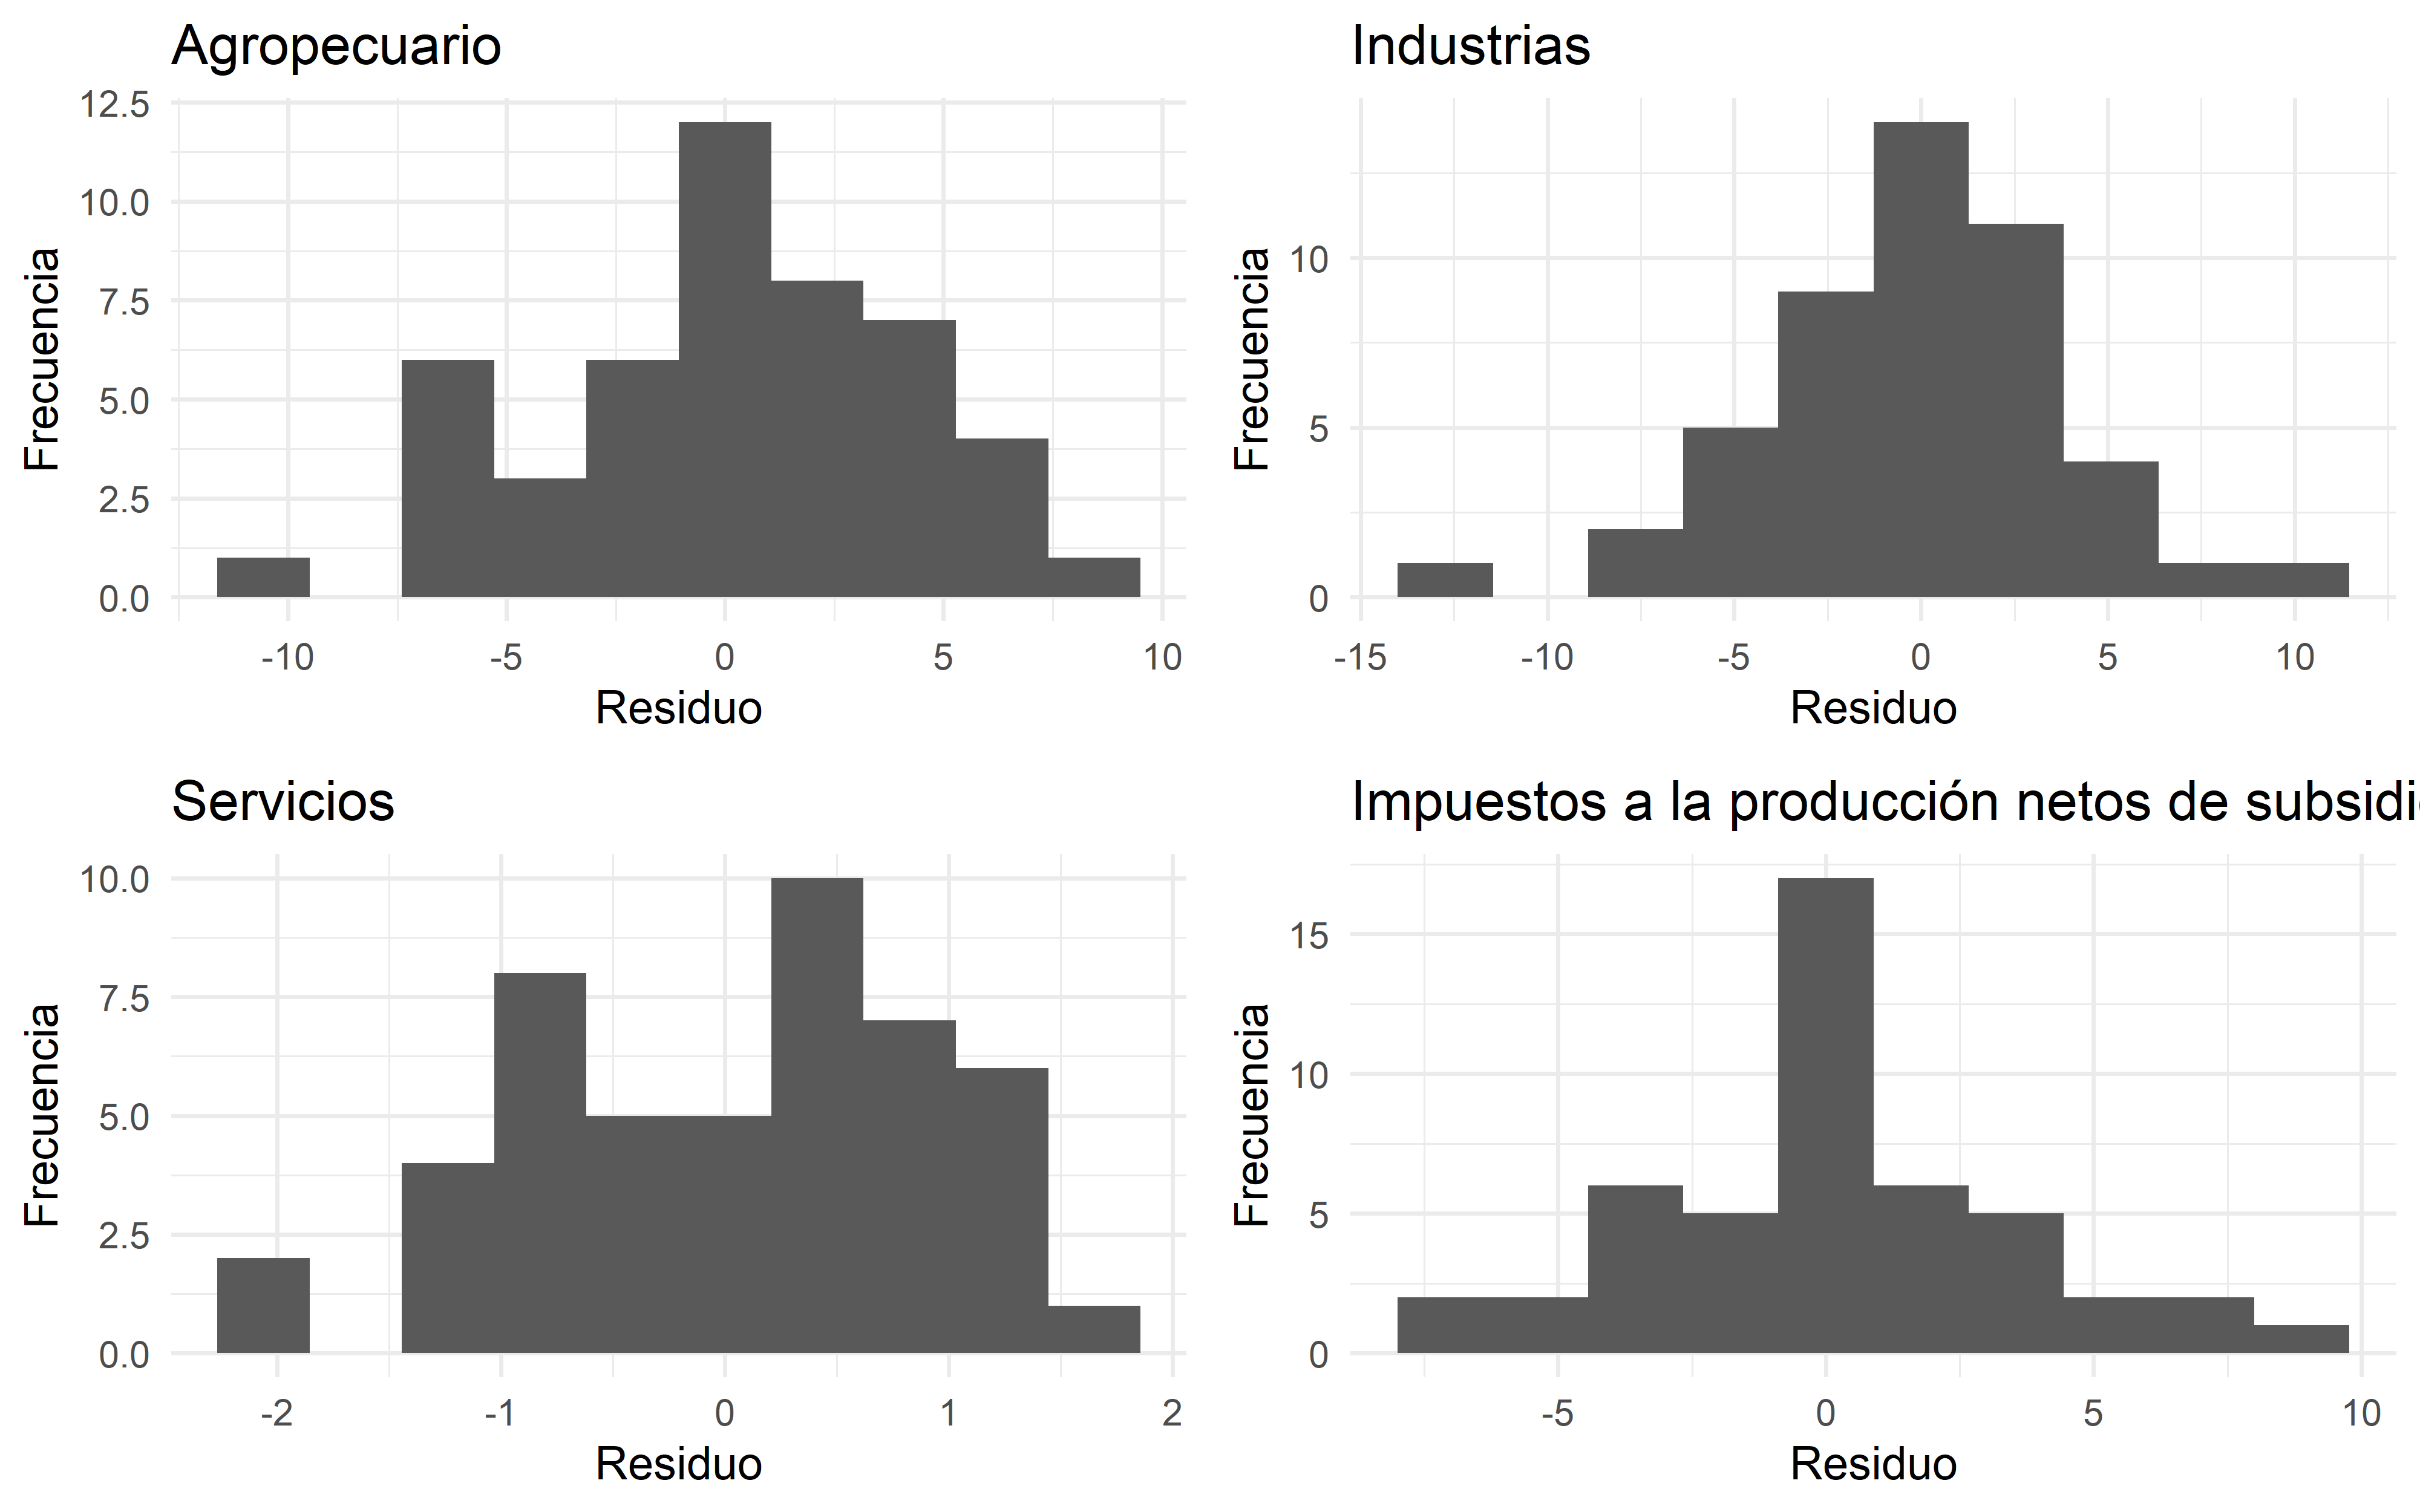 Agropecuario
12.5
10.0
7.5
5.0
2.5
0.0
Frecuencia
-10 -5 0 5 10
Residuo
Industrias
10
5
0
Frecuencia
-15 -10 -5 0 5 10
Residuo
Servicios
10.0
7.5
5.0
2.5
0.0
Frecuencia
-2 -1 0 1 2
Residuo
Impuestos a la producción netos de subsidi
15
10
5
0
Frecuencia
-5 0 5 10
Residuo